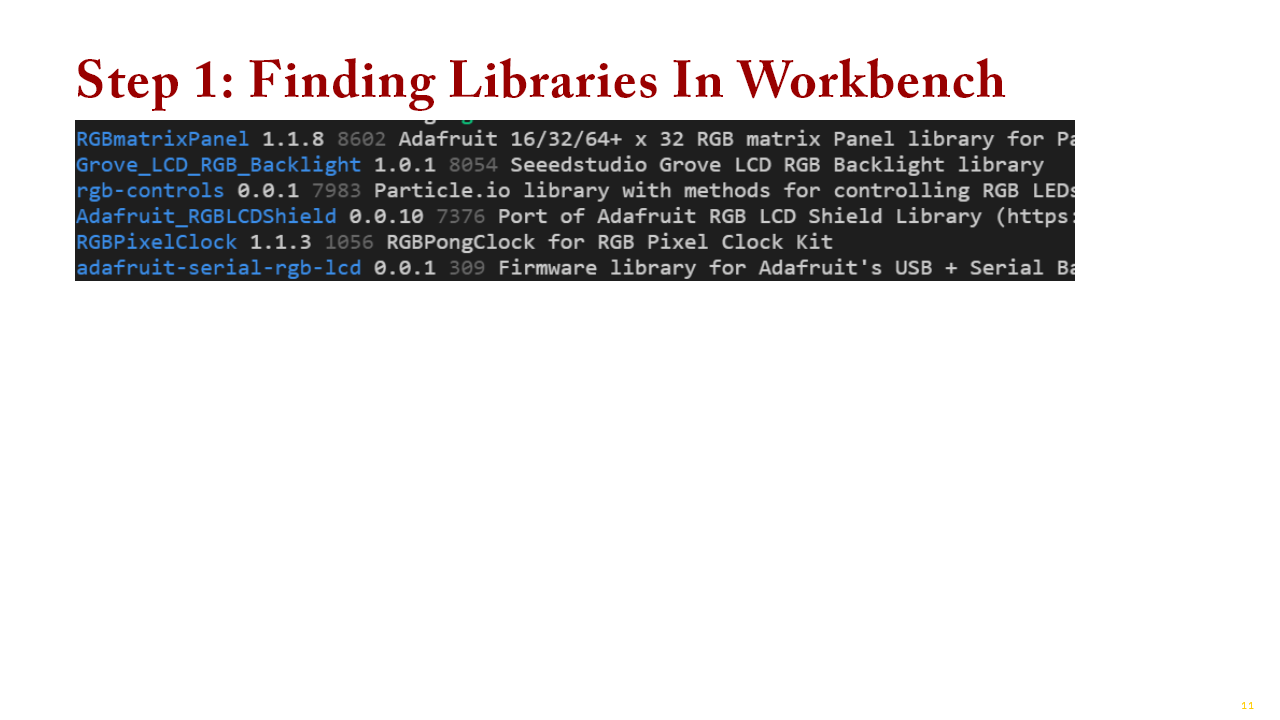 Step 1: Finding Libraries In Workbench
RGBmatrixPanel 1.1.8 8602 Adafruit 16/32/64+ x 32 RGB matrix Panel library for Pa
Grove_LCD_RGB_Backlight 1.0.1 8054 Seeedstudio Grove LCD RGB Backlight library
rgb-controls 0.0.1 7983 Particle.io library with methods for controlling RGB LEDs
Adafruit_RGBLCDShield 0.0.10 7376 Port of Adafruit RGB LCD Shield Library (https:
RGBPixelClock 1.1.3 1056 RGBPongClock for RGB Pixel Clock Kit
adafruit-serial-rgb-lcd 0.0.1 309 Firmware library for Adafruit's USB + Serial Ba
11